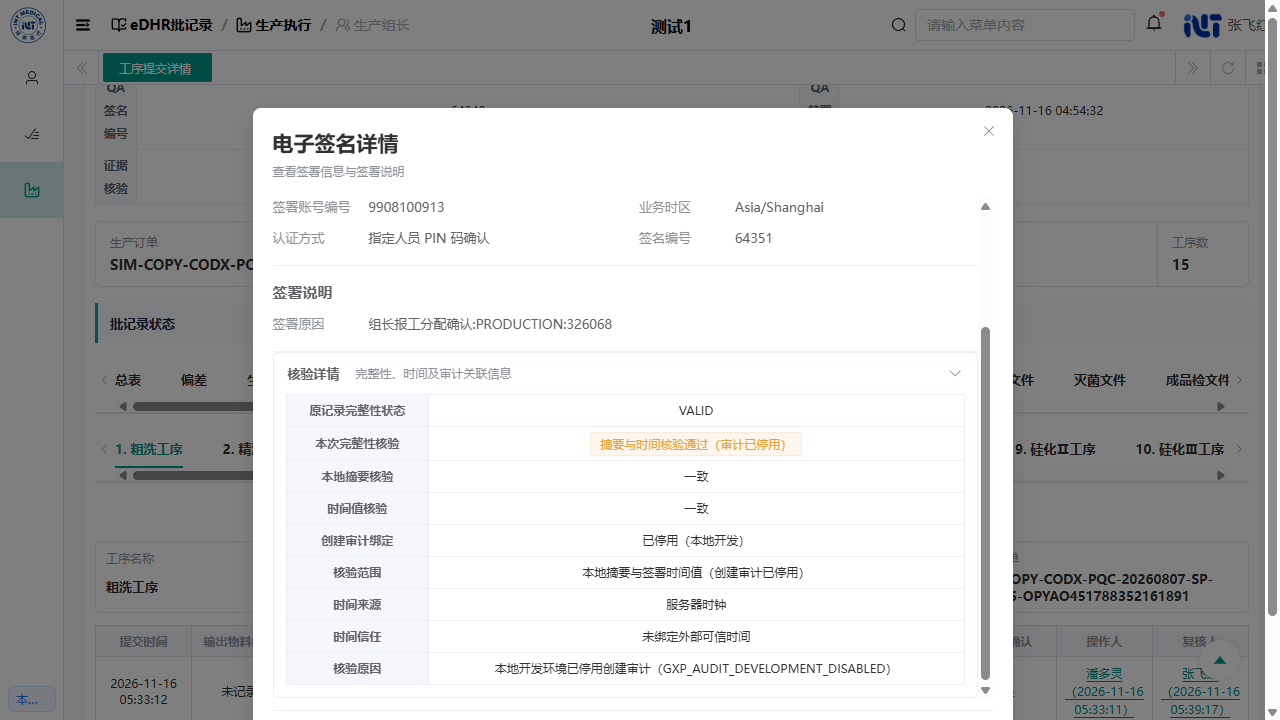 eDHR批记录 / 生产执行 / 生产组长
测试1
请输入菜单内容
工序提交详情
QA
签名
编号
QA
2026-11-16 04:54:32
证据
核验
生产订单
SIM-COPY-CODX-PQ
工序数
15
批记录状态
总表
偏差
灭菌文件
成品检文件
1. 粗洗工序
9. 硅化Ⅱ工序
10. 硅化Ⅲ工序
工序名称
粗洗工序
OPY-CODX-PQC-20260807-SP-
-OPYAO451788352161891
提交时间
操作人
2026-11-16
05:33:12
未记录
潘多灵
(2026-11-16
05:33:11)
(2026-11-16
05:39:17)
本...
电子签名详情
查看签署信息与签署说明
签署账号编号 9908100913
业务时区 Asia/Shanghai
认证方式 指定人员 PIN 码确认
签名编号 64351
签署说明
签署原因 组长报工分配确认:PRODUCTION:326068
核验详情 完整性、时间及审计关联信息
原记录完整性状态 VALID
本次完整性核验 摘要与时间核验通过（审计已停用）
本地摘要核验 一致
时间值核验 一致
创建审计绑定 已停用（本地开发）
核验范围 本地摘要与签署时间值（创建审计已停用）
时间来源 服务器时钟
时间信任 未绑定外部可信时间
核验原因 本地开发环境已停用创建审计（GXP_AUDIT_DEVELOPMENT_DISABLED）